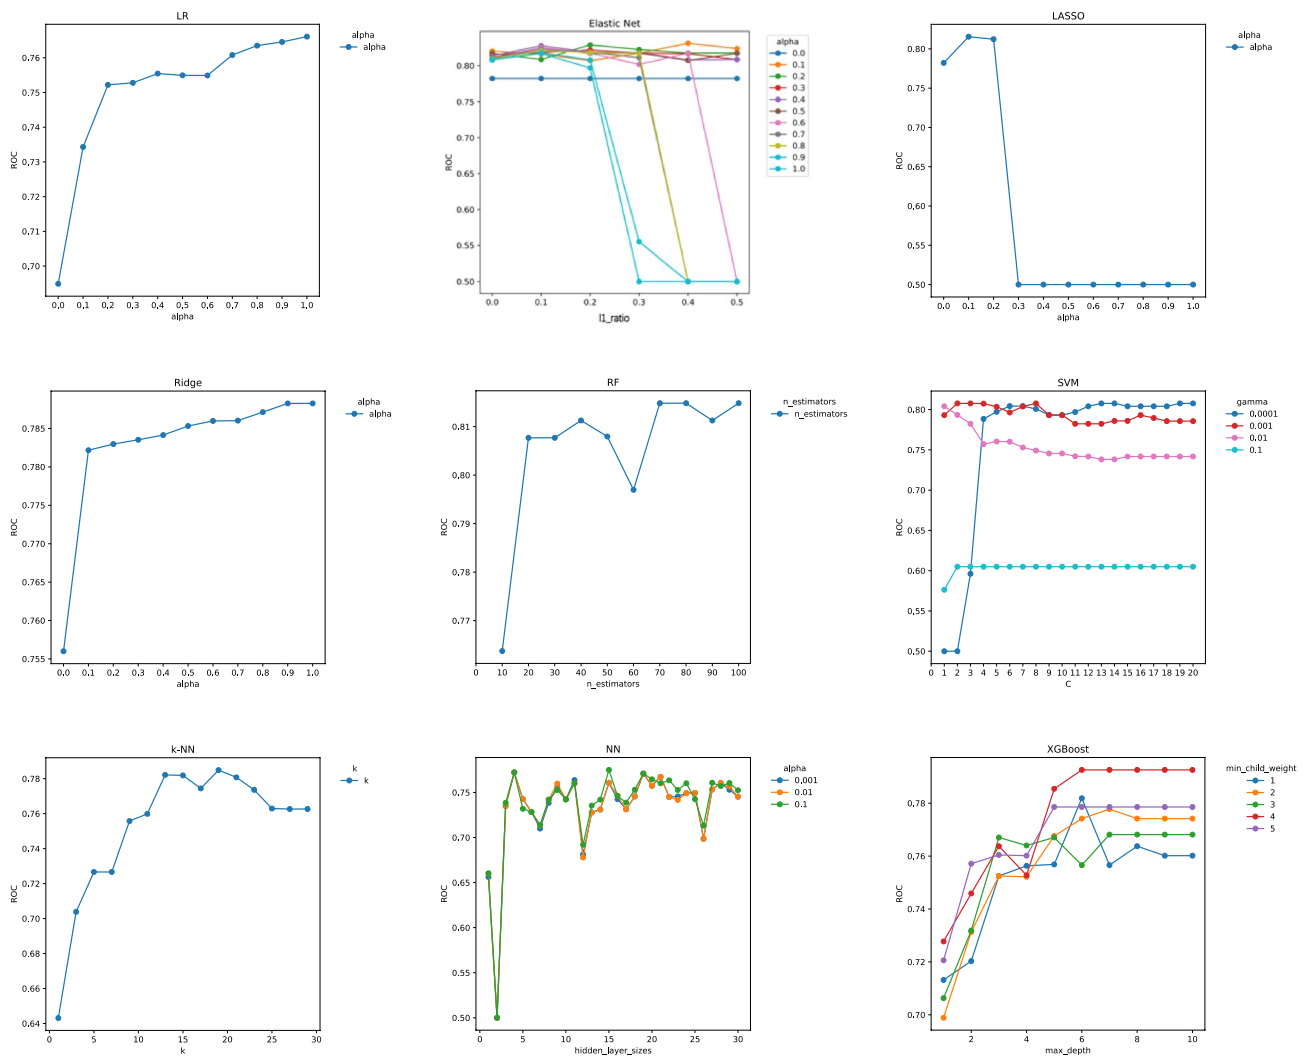 LR
0.76
0.75
0.74
0.73
0.72
0.71
0.70
ROC
0.0 0.1 0.2 0.3 0.4 0.5 0.6 0.7 0.8 0.9 1.0
alpha
alpha
alpha
Elastic Net
0.80
0.75
0.70
0.65
0.60
0.55
0.50
ROC
0.0 0.1 0.2 0.3 0.4 0.5
l1_ratio
alpha
0.0
0.1
0.2
0.3
0.4
0.5
0.6
0.7
0.8
0.9
1.0
LASSO
0.80
0.75
0.70
0.65
0.60
0.55
0.50
ROC
0.0 0.1 0.2 0.3 0.4 0.5 0.6 0.7 0.8 0.9 1.0
alpha
alpha
alpha
Ridge
0.785
0.780
0.775
0.770
0.765
0.760
0.755
ROC
0.0 0.1 0.2 0.3 0.4 0.5 0.6 0.7 0.8 0.9 1.0
alpha
alpha
alpha
RF
0.81
0.80
0.79
0.78
0.77
ROC
0 10 20 30 40 50 60 70 80 90 100
n_estimators
n_estimators
n_estimators
SVM
0.80
0.75
0.70
0.65
0.60
0.55
0.50
ROC
0 1 2 3 4 5 6 7 8 9 10 11 12 13 14 15 16 17 18 19 20
C
gamma
0.0001
0.001
0.01
0.1
k-NN
0.78
0.76
0.74
0.72
0.70
0.68
0.66
0.64
ROC
0 5 10 15 20 25 30
k
k
k
NN
0.75
0.70
0.65
0.60
0.55
0.50
ROC
0 5 10 15 20 25 30
hidden_layer_sizes
alpha
0.001
0.01
0.1
XGBoost
0.78
0.76
0.74
0.72
0.70
ROC
2 4 6 8 10
max_depth
min_child_weight
1
2
3
4
5